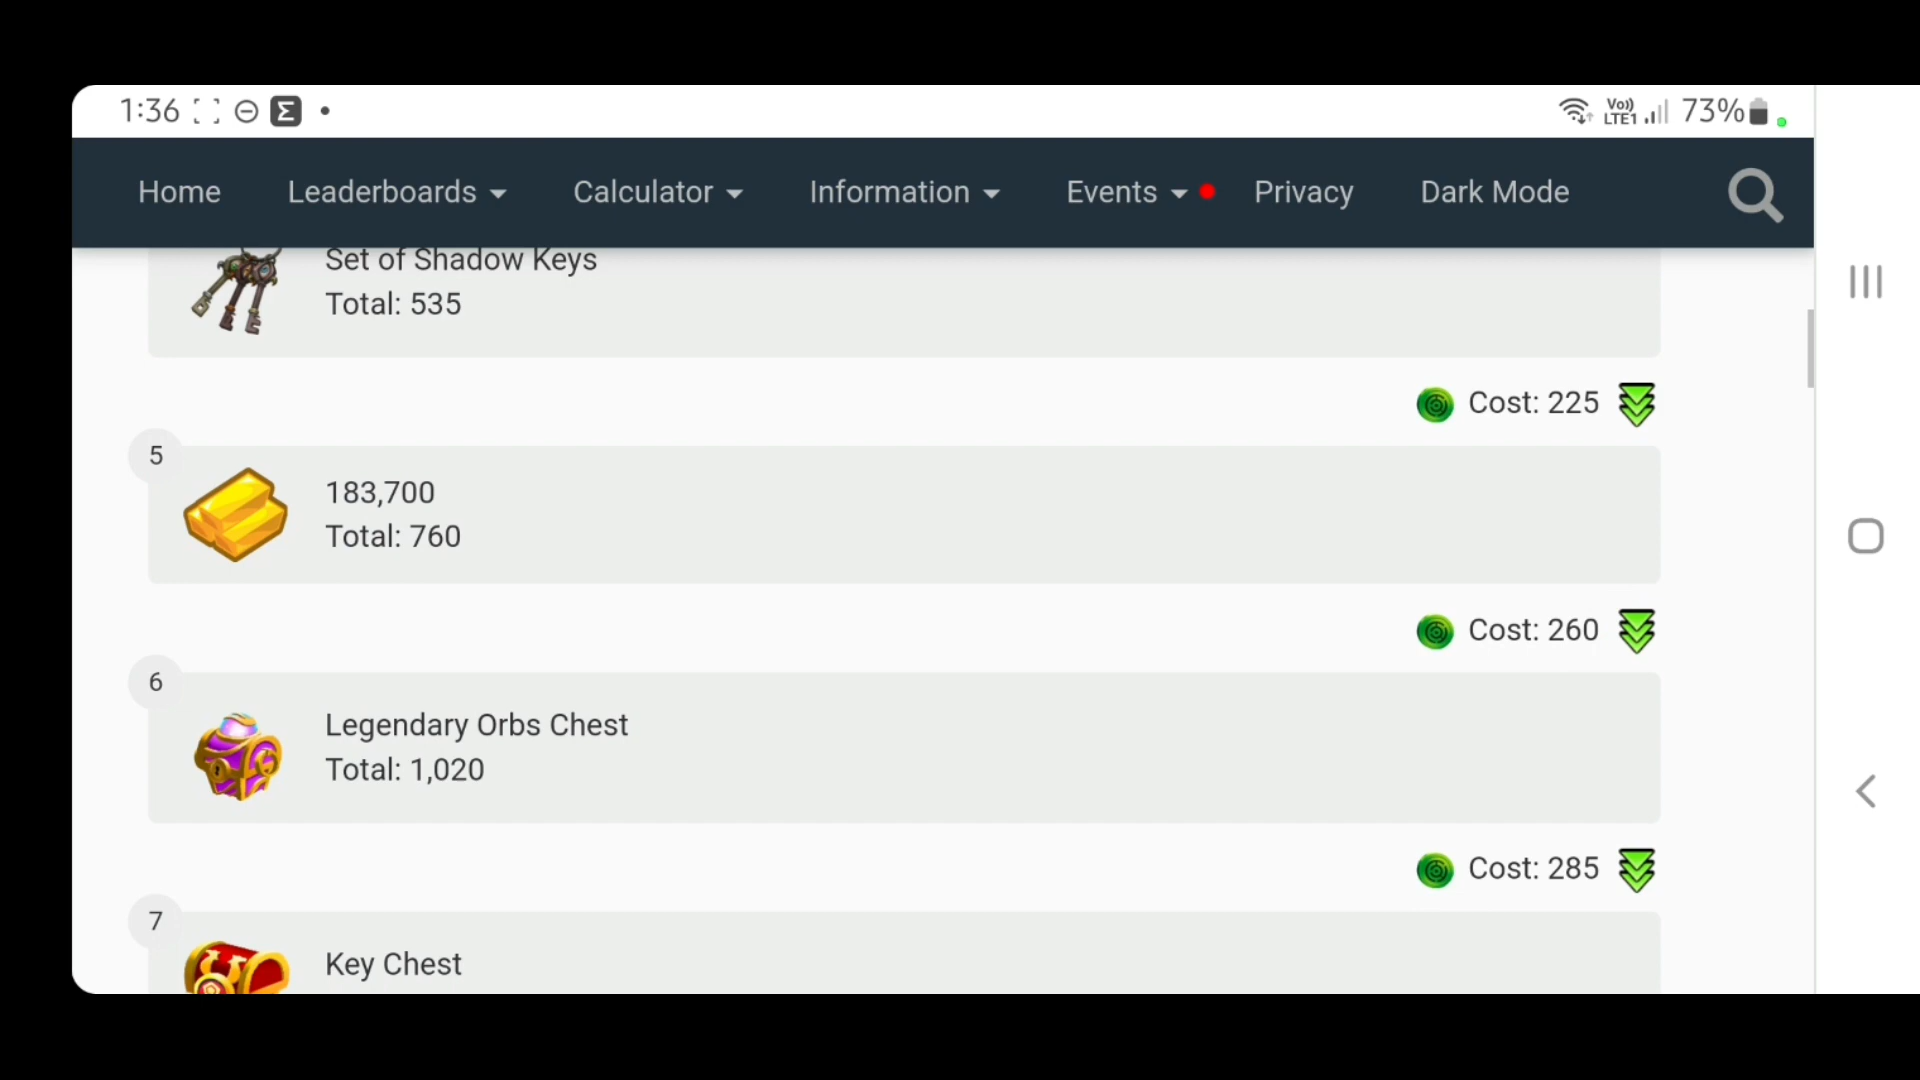 1:36
Vo)) LTE1 73%
Home Leaderboards Calculator Information Events Privacy Dark Mode
Set of Shadow Keys
Total: 535
Cost: 225
5
183,700
Total: 760
Cost: 260
6
Legendary Orbs Chest
Total: 1,020
Cost: 285
7
Key Chest